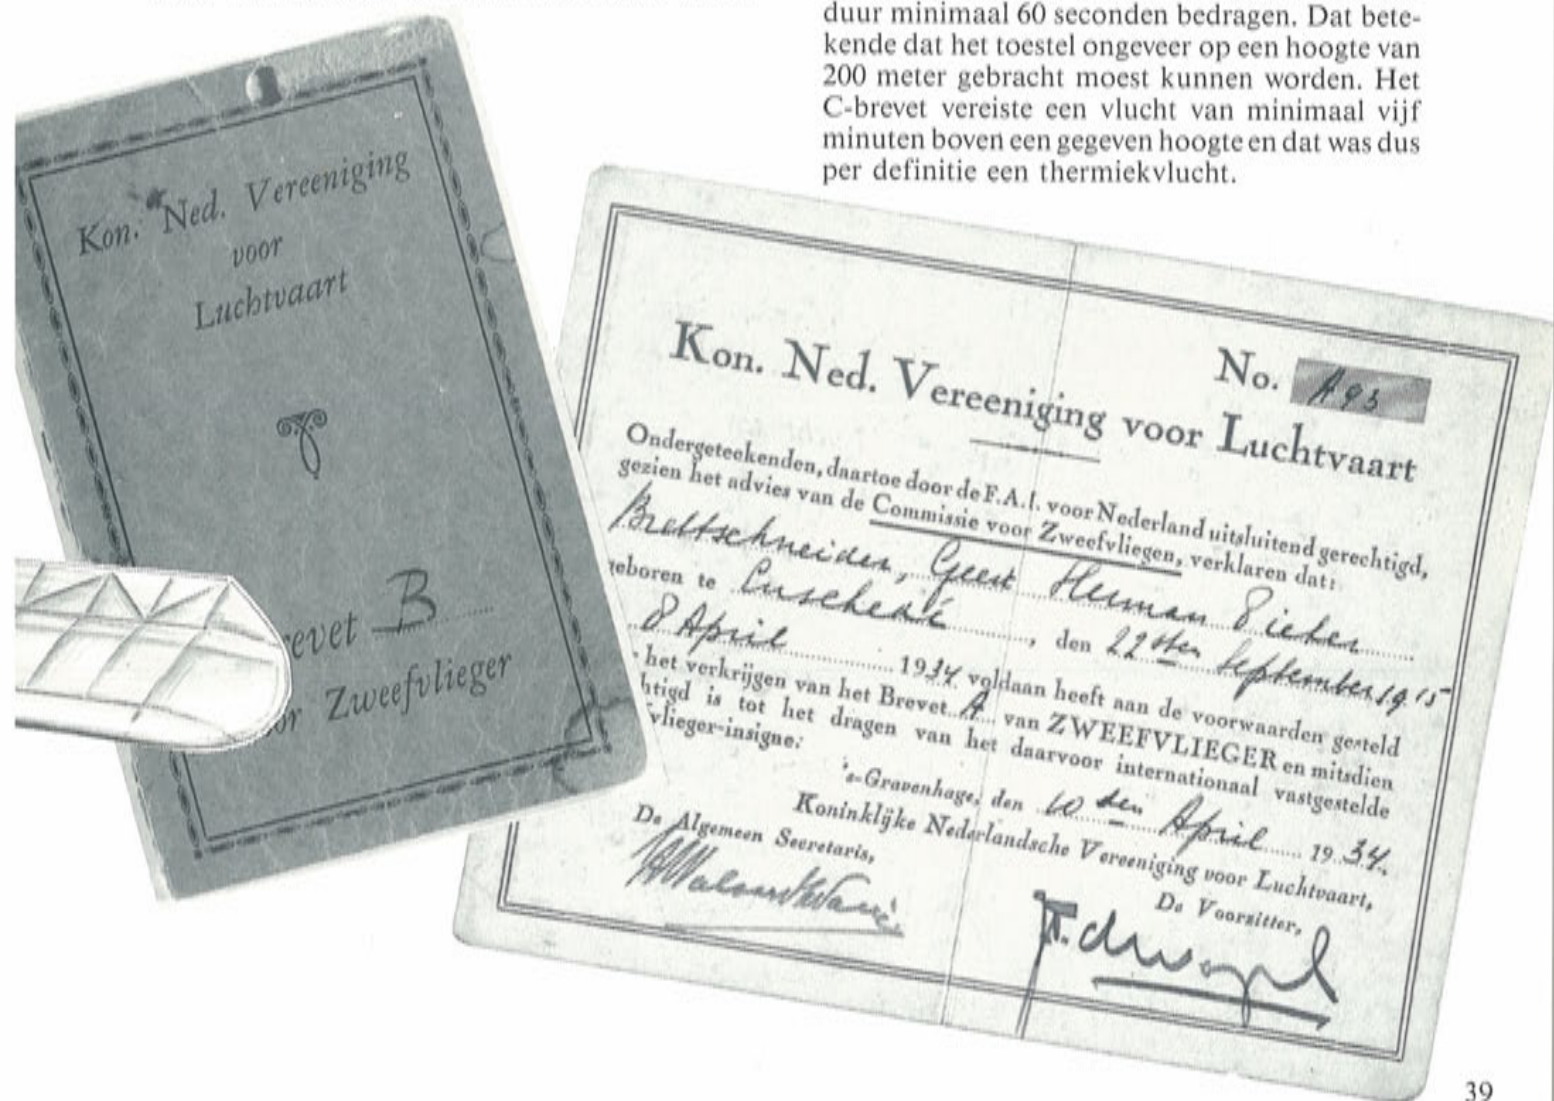 duur minimaal 60 seconden bedragen. Dat bete-
kende dat het toestel ongeveer op een hoogte van
200 meter gebracht moest kunnen worden. Het
C-brevet vereiste een vlucht van minimaal vijf
minuten boven een gegeven hoogte en dat was dus
per definitie een thermiekvlucht.
Kon. Ned. Vereeniging
voor
Luchtvaart
evet B
or Zweefvlieger
No. A93
Kon. Ned. Vereeniging voor Luchtvaart
Ondergeteekenden, daartoe door de F.A.I. voor Nederland uitsluitend gerechtigd,
gezien het advies van de Commissie voor Zweefvliegen, verklaren dat:
Brettschneider, Geert Herman Pieter
geboren te Enschedé, den 22sten September 1915
8 April 1934 voldaan heeft aan de voorwaarden gesteld
het verkrijgen van het Brevet A van ZWEEFVLIEGER en mitsdien
htigd is tot het dragen van het daarvoor internationaal vastgestelde
vlieger-insigne:
's-Gravenhage, den 10den April 1934.
Koninklijke Nederlandsche Vereeniging voor Luchtvaart,
De Algemeen Secretaris,
De Voorzitter,
39